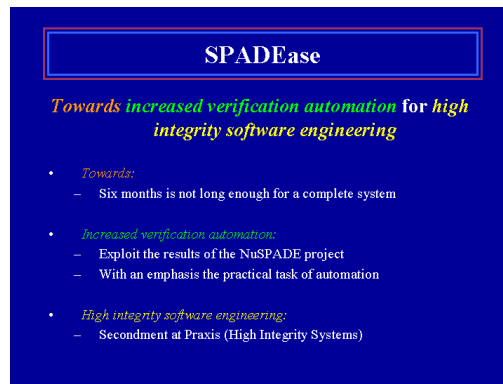 SPADEase
Towards increased verification automation for high
integrity software engineering
• Towards:
– Six months is not long enough for a complete system
• Increased verification automation:
– Exploit the results of the NuSPADE project
– With an emphasis the practical task of automation
• High integrity software engineering:
– Secondment at Praxis (High Integrity Systems)